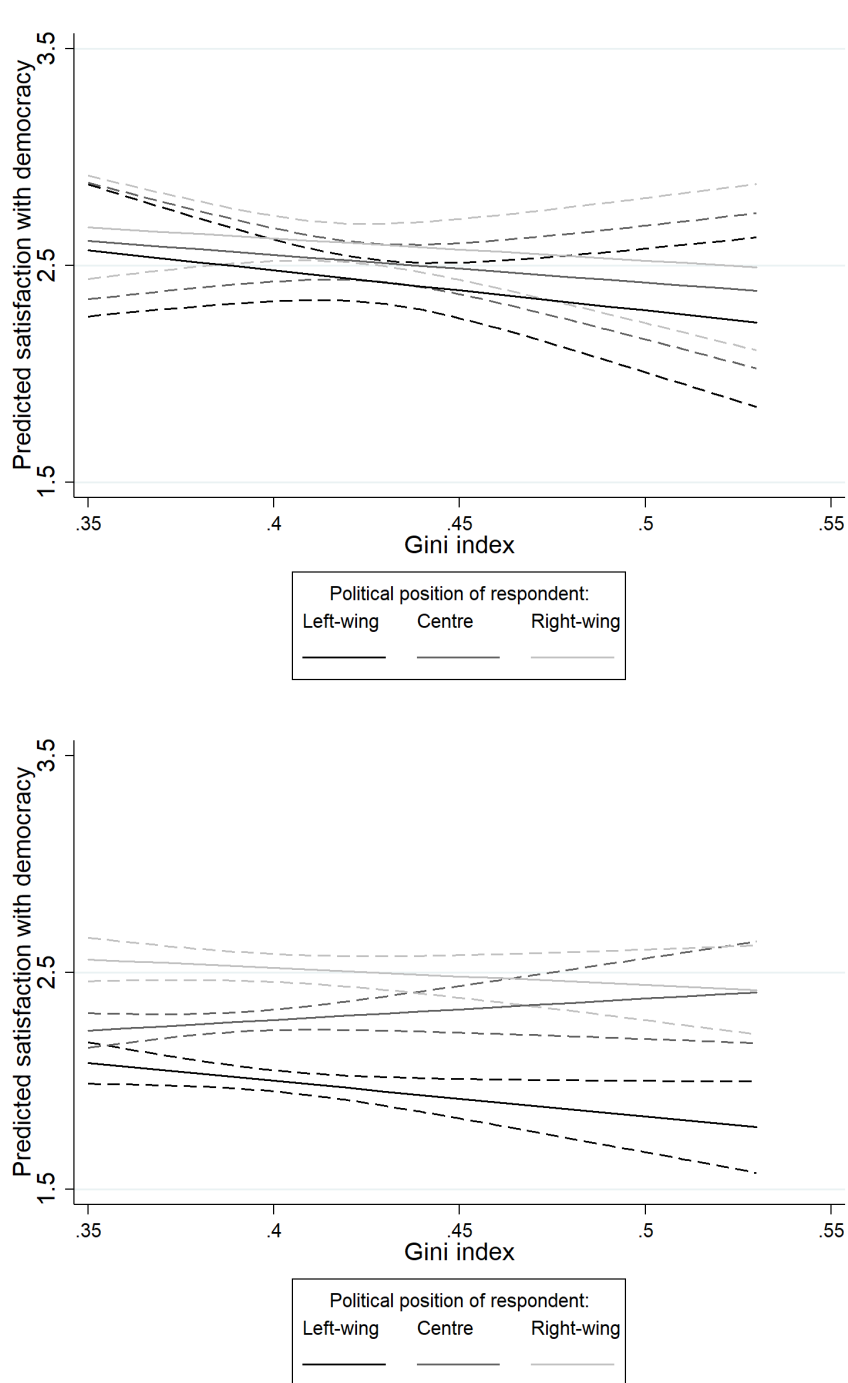 Predicted satisfaction with democracy
3.5
2.5
1.5
.35 .4 .45 .5 .55
Gini index
Political position of respondent:
Left-wing Centre Right-wing
Predicted satisfaction with democracy
3.5
2.5
1.5
.35 .4 .45 .5 .55
Gini index
Political position of respondent:
Left-wing Centre Right-wing